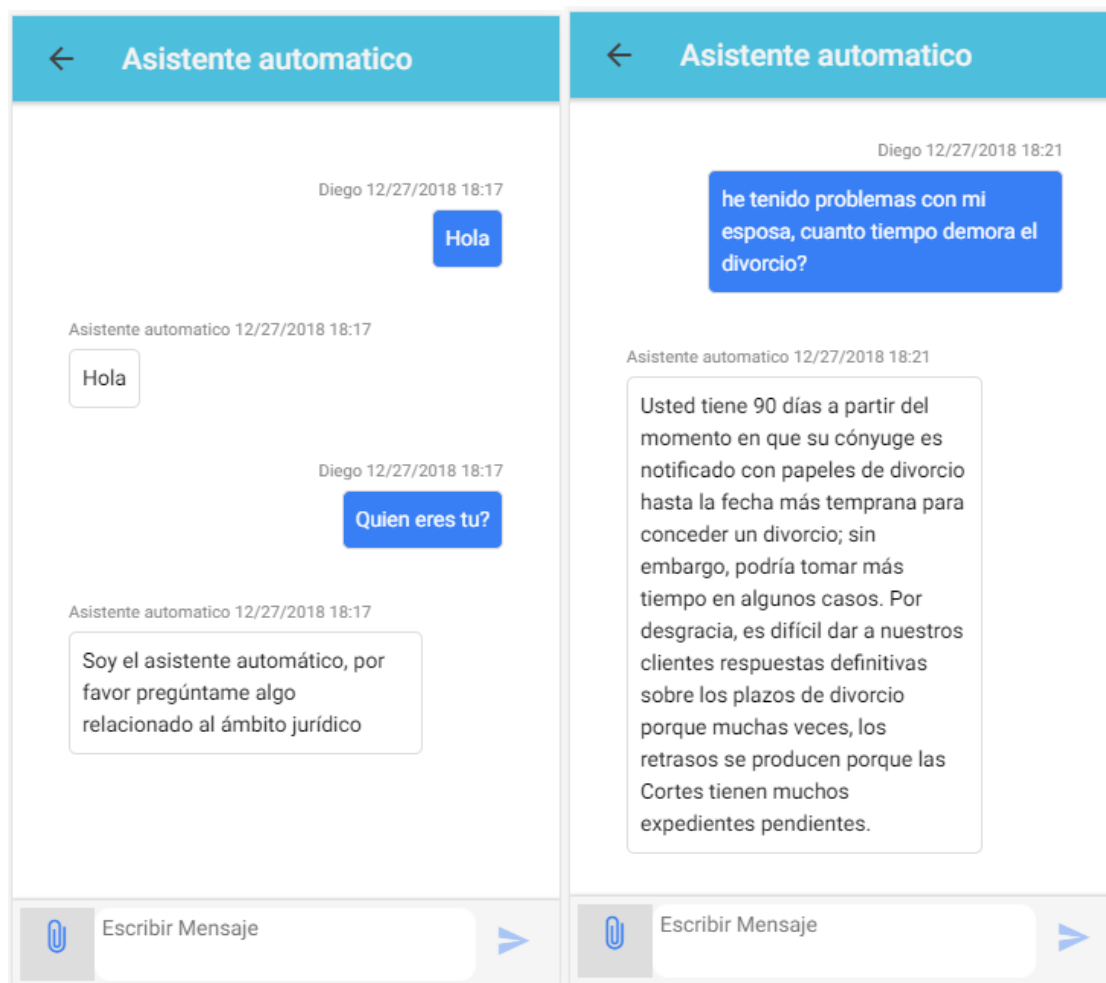 Asistente automatico
Diego 12/27/2018 18:17
Hola
Asistente automatico 12/27/2018 18:17
Hola
Diego 12/27/2018 18:17
Quien eres tu?
Asistente automatico 12/27/2018 18:17
Soy el asistente automático, por
favor pregúntame algo
relacionado al ámbito jurídico
Escribir Mensaje
Asistente automatico
Diego 12/27/2018 18:21
he tenido problemas con mi
esposa, cuanto tiempo demora el
divorcio?
Asistente automatico 12/27/2018 18:21
Usted tiene 90 días a partir del
momento en que su cónyuge es
notificado con papeles de divorcio
hasta la fecha más temprana para
conceder un divorcio; sin
embargo, podría tomar más
tiempo en algunos casos. Por
desgracia, es difícil dar a nuestros
clientes respuestas definitivas
sobre los plazos de divorcio
porque muchas veces, los
retrasos se producen porque las
Cortes tienen muchos
expedientes pendientes.
Escribir Mensaje